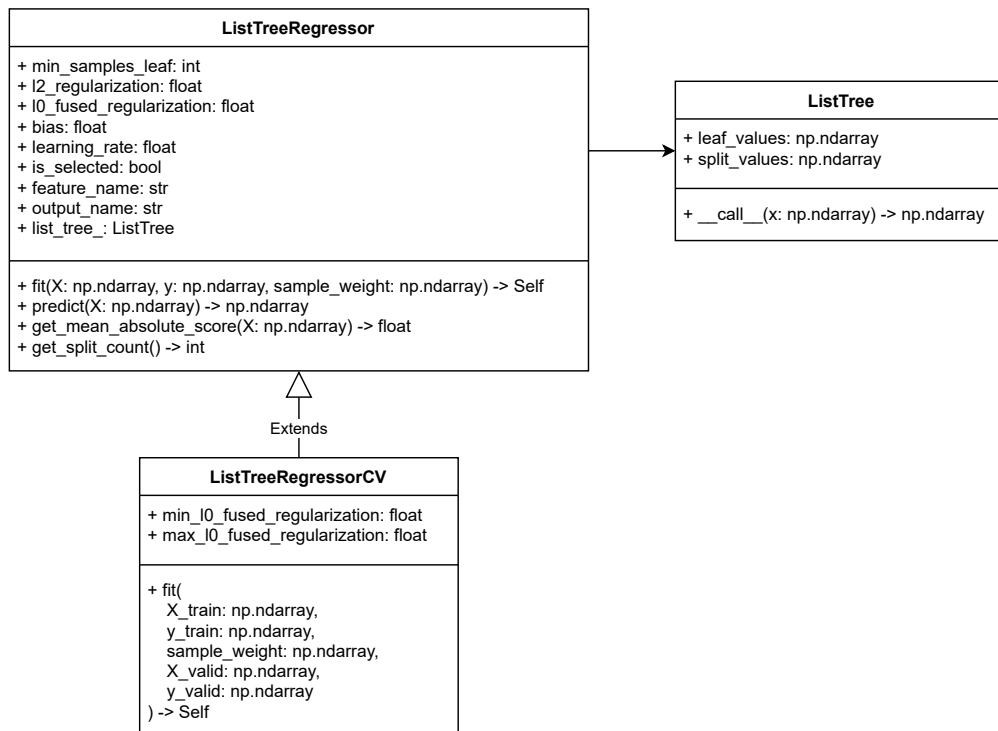 ListTreeRegressor
+ min_samples_leaf: int
+ l2_regularization: float
+ l0_fused_regularization: float
+ bias: float
+ learning_rate: float
+ is_selected: bool
+ feature_name: str
+ output_name: str
+ list_tree_: ListTree
+ fit(X: np.ndarray, y: np.ndarray, sample_weight: np.ndarray) -> Self
+ predict(X: np.ndarray) -> np.ndarray
+ get_mean_absolute_score(X: np.ndarray) -> float
+ get_split_count() -> int
ListTree
+ leaf_values: np.ndarray
+ split_values: np.ndarray
+ __call__(x: np.ndarray) -> np.ndarray
Extends
ListTreeRegressorCV
+ min_l0_fused_regularization: float
+ max_l0_fused_regularization: float
+ fit(
X_train: np.ndarray,
y_train: np.ndarray,
sample_weight: np.ndarray,
X_valid: np.ndarray,
y_valid: np.ndarray
) -> Self